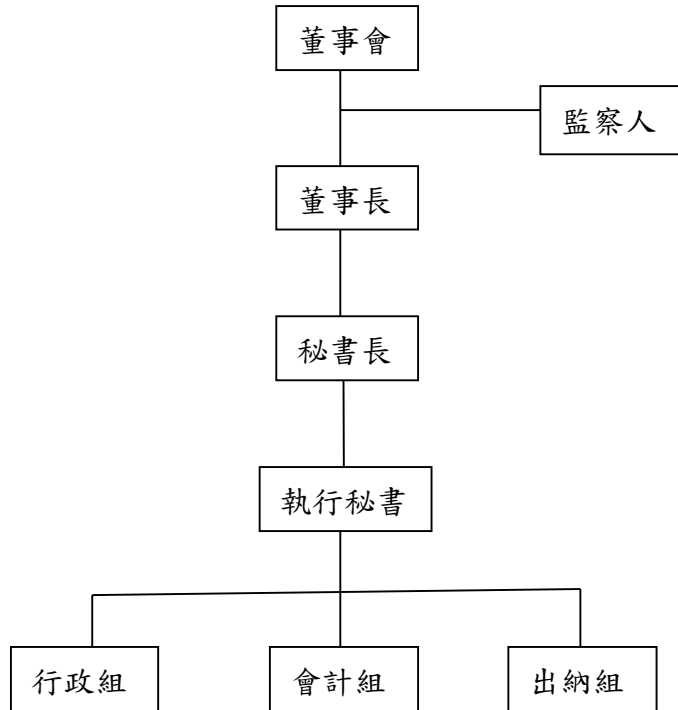 董事會
監察人
董事長
秘書長
執行秘書
行政組
會計組
出納組